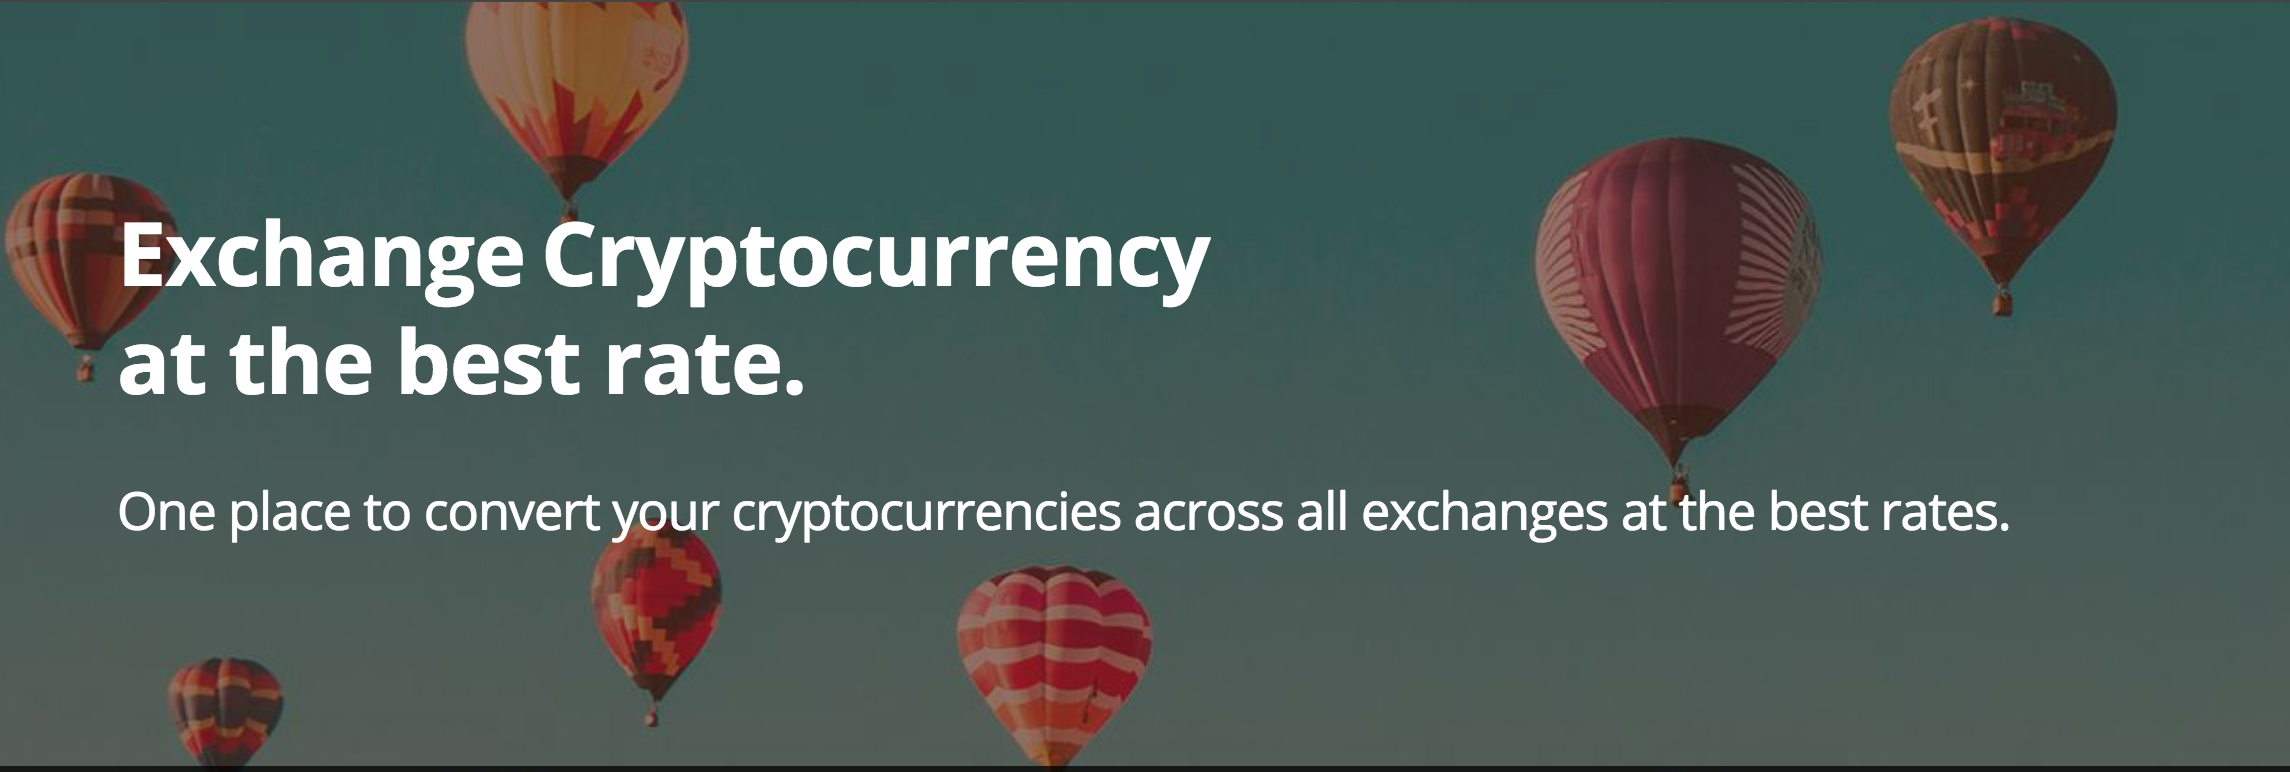 Exchange Cryptocurrency
at the best rate.
One place to convert your cryptocurrencies across all exchanges at the best rates.